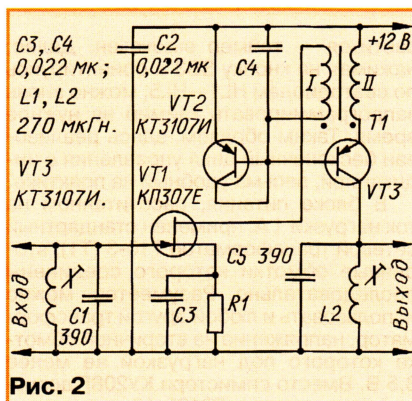 С3, С4
0,022 мк;
L1, L2
270 мкГн.
VT3
КТ3107И.
С2
0,022 мк
VT2
КТ3107И
VT1
КП307Е
С4
+12 В
I
II
Т1
VT3
С5 390
Вход
С1
390
С3
R1
L2
Выход
Рис. 2